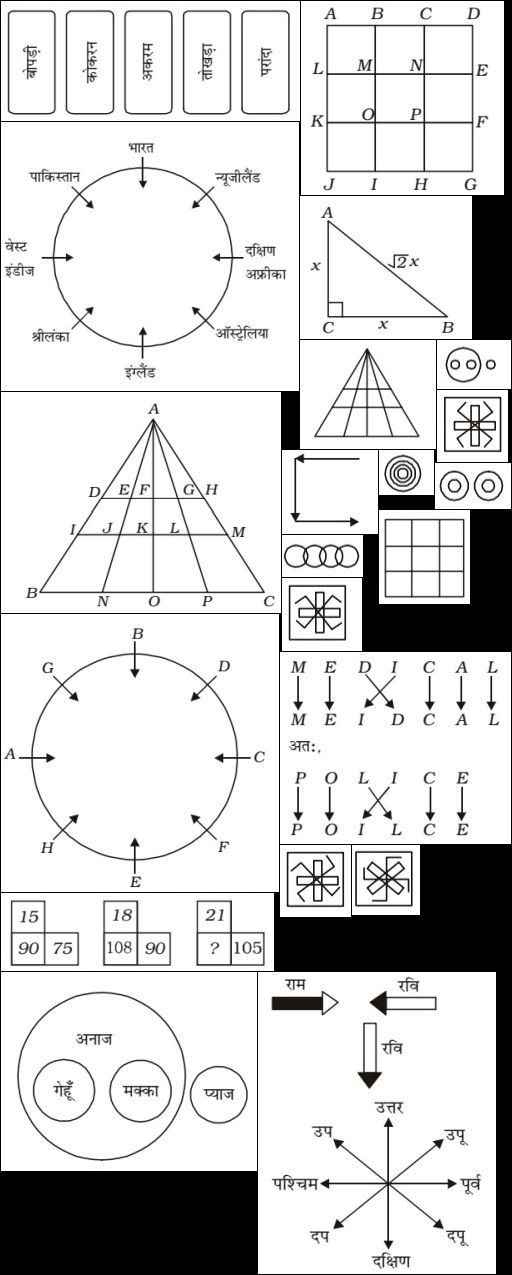 बोपड़ी
कोकरन
अकरम
तोखड़ा
परांदा
A B C D
L M N E
K O P F
J I H G
भारत
पाकिस्तान
न्यूजीलैंड
वेस्ट
इंडीज
दक्षिण
अफ्रीका
श्रीलंका
ऑस्ट्रेलिया
इंग्लैंड
A
x
√2 x
C x B
A
D E F G H
I J K L M
B N O P C
B
G D
A C
H F
E
M E D I C A L
M E I D C A L
अतः,
P O L I C E
P O I L C E
15 18 21
90 75 108 90 ? 105
अनाज
गेहूँ मक्का प्याज
राम रवि
रवि
उत्तर
उप उपू
पश्चिम पूर्व
दप दपू
दक्षिण